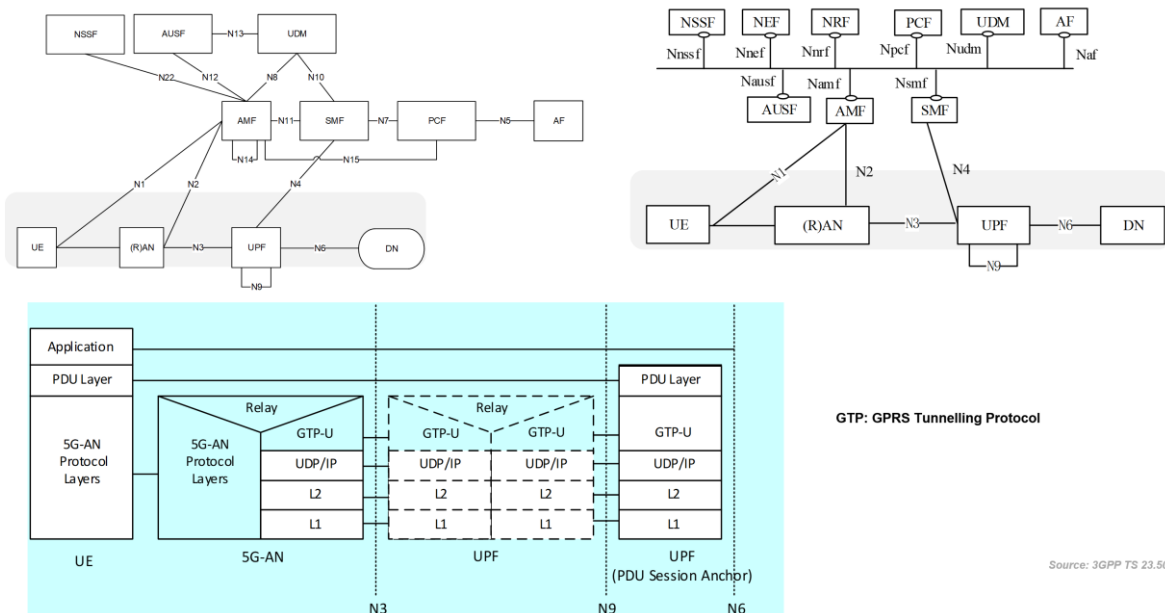 NSSF
AUSF
N13
UDM
N22
N12
N8
N10
AMF
N11
SMF
N7
PCF
N5
AF
N14
N15
N1
N2
N4
UE
(R)AN
N3
UPF
N6
DN
N9
NSSF
NEF
NRF
PCF
UDM
AF
Nnssf
Nnef
Nnrf
Npcf
Nudm
Naf
Nausf
Namf
Nsmf
AUSF
AMF
SMF
N1
N2
N4
UE
(R)AN
N3
UPF
N6
DN
N9
Application
PDU Layer
PDU Layer
Relay
Relay
5G-AN
Protocol
Layers
5G-AN
Protocol
Layers
GTP-U
GTP-U
GTP-U
GTP-U
UDP/IP
UDP/IP
UDP/IP
UDP/IP
L2
L2
L2
L2
L1
L1
L1
L1
UE
5G-AN
UPF
UPF
(PDU Session Anchor)
N3
N9
N6
GTP: GPRS Tunnelling Protocol
Source: 3GPP TS 23.50